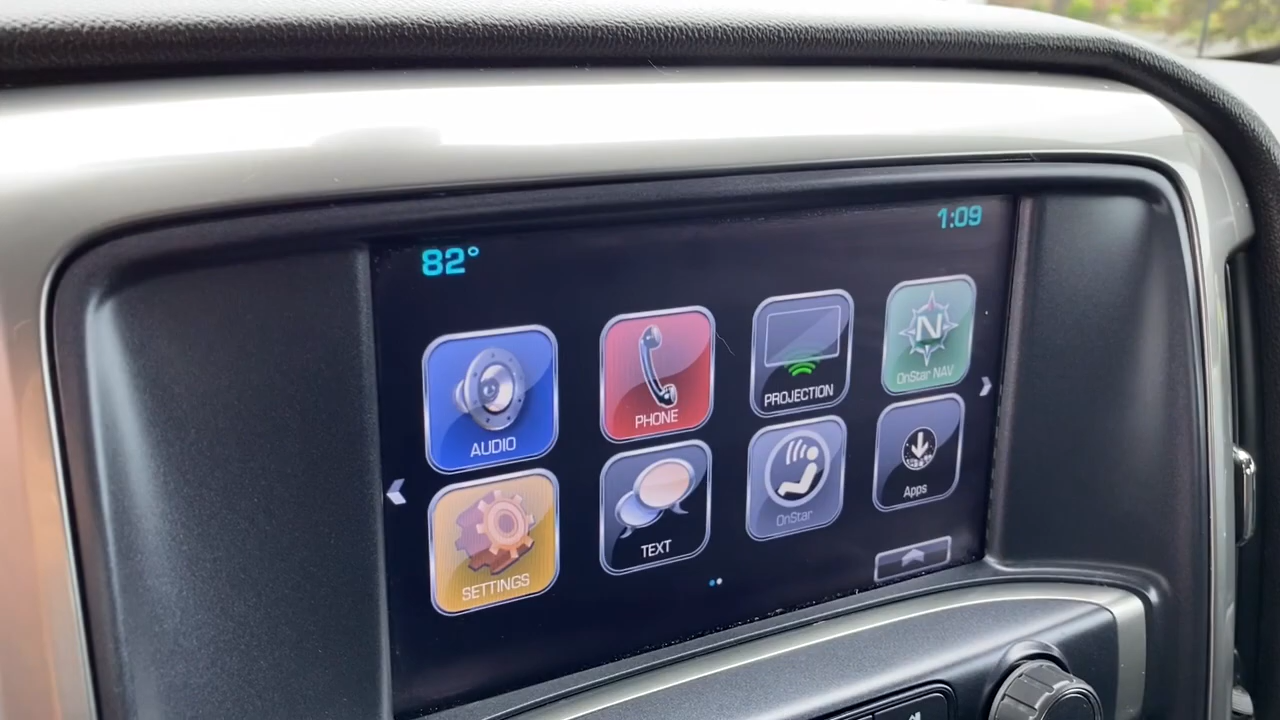 82°
1:09
AUDIO
PHONE
PROJECTION
N
OnStar NAV
SETTINGS
TEXT
OnStar
Apps